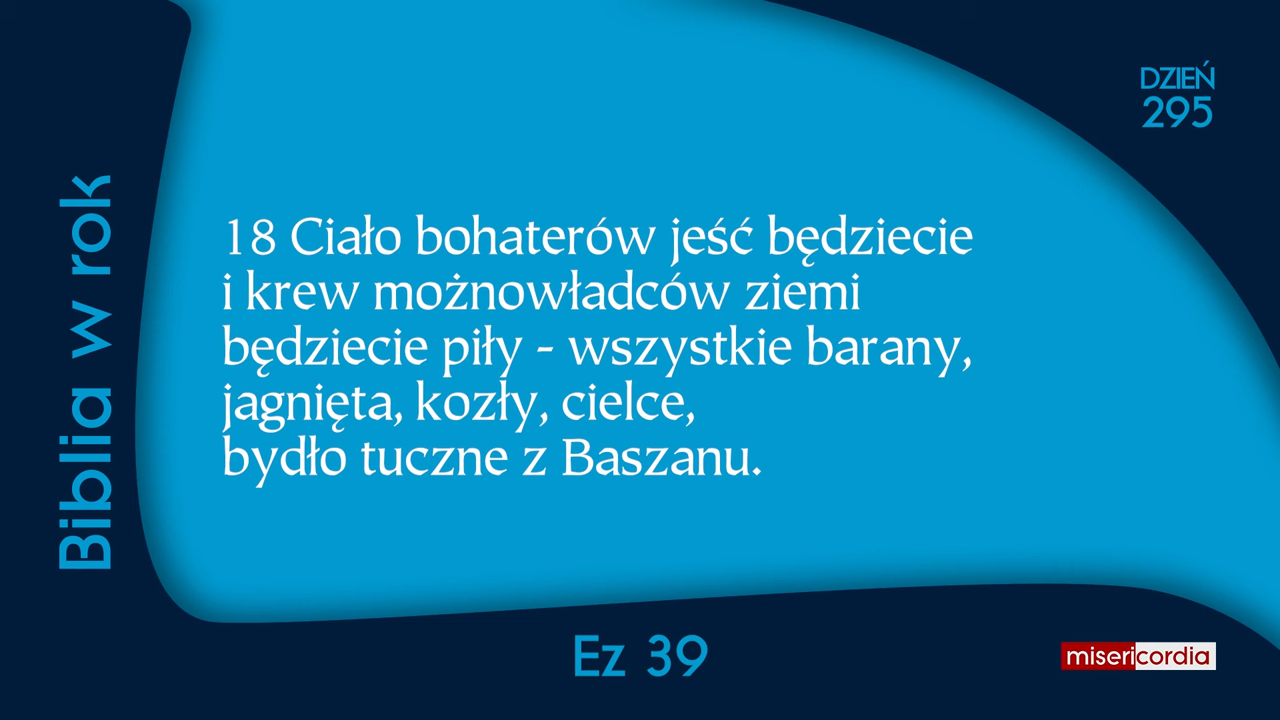 DZIEŃ
295
Biblia w rok
18 Ciało bohaterów jeść będziecie
i krew możnowładców ziemi
będziecie piły - wszystkie barany,
jagnięta, kozły, cielce,
bydło tuczne z Baszanu.
Ez 39
misericordia